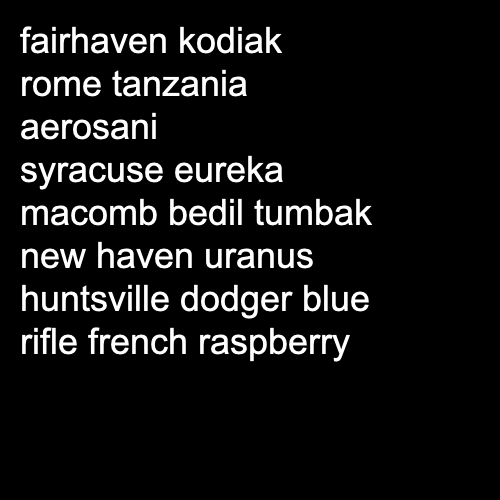 fairhaven kodiak
rome tanzania
aerosani
syracuse eureka
macomb bedil tumbak
new haven uranus
huntsville dodger blue
rifle french raspberry